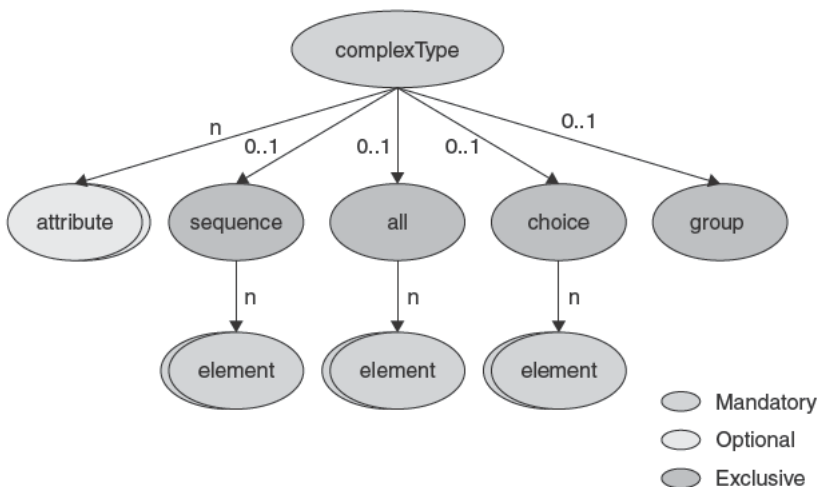 complexType
n
0..1
0..1
0..1
0..1
attribute
sequence
all
choice
group
n
n
n
element
element
element
Mandatory
Optional
Exclusive